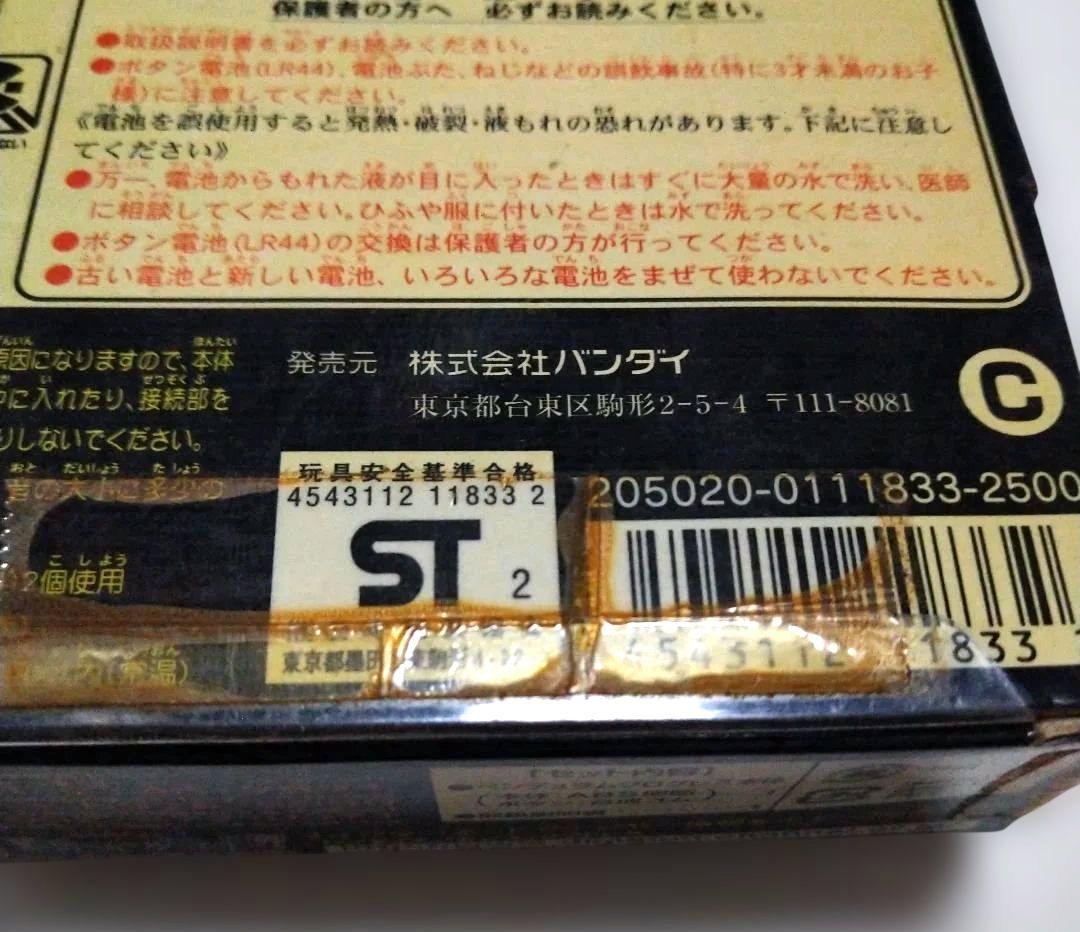 保護者の方へ 必ずお読みください。
●取扱説明書を必ずお読みください。
●ボタン電池(LR44)、電池ぶた、ねじなどの誤飲事故(特に3才未満のお子
様)に注意してください。
《電池を誤使用すると発熱・破裂・液もれの恐れがあります。下記に注意し
てください》
●万一、電池からもれた液が目に入ったときはすぐに大量の水で洗い、医師
に相談してください。ひふや服に付いたときは水で洗ってください。
●ボタン電池(LR44)の交換は保護者の方が行ってください。
●古い電池と新しい電池、いろいろな電池をまぜて使わないでください。
原因になりますので、本体
中に入れたり、接続部を
りしないでください。
2個使用
(常温)
発売元 株式会社バンダイ
東京都台東区駒形2-5-4 〒111-8081
C
玩具安全基準合格
4543112 11833 2
ST 2
東京都墨田
205020-0111833-2500
4543112 11833
[セット内容]